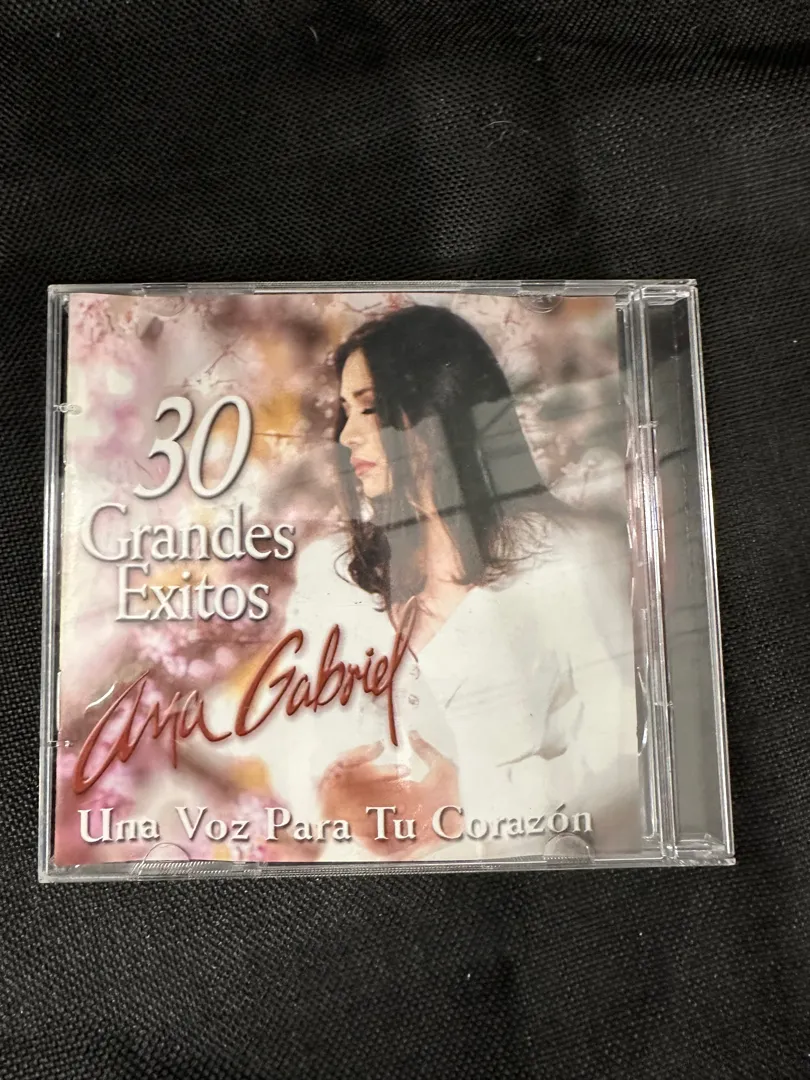 30
Grandes
Exitos
Ana Gabriel
Una Voz Para Tu Corazón